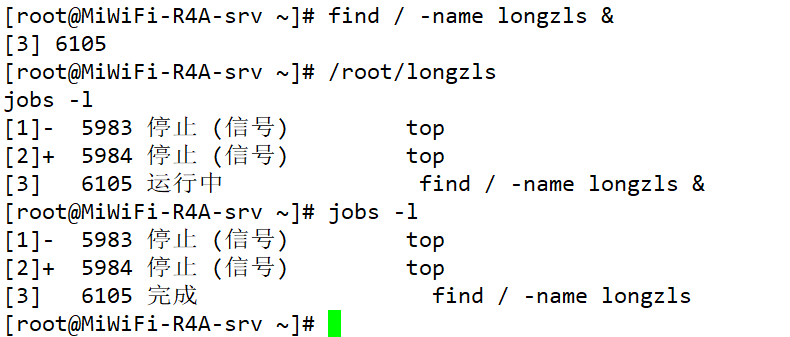 [root@MiWiFi-R4A-srv ~]# find / -name longzls &
[3] 6105
[root@MiWiFi-R4A-srv ~]# /root/longzls
jobs -l
[1]-  5983 停止 (信号)         top
[2]+  5984 停止 (信号)         top
[3]   6105 运行中               find / -name longzls &
[root@MiWiFi-R4A-srv ~]# jobs -l
[1]-  5983 停止 (信号)         top
[2]+  5984 停止 (信号)         top
[3]   6105 完成                  find / -name longzls
[root@MiWiFi-R4A-srv ~]#